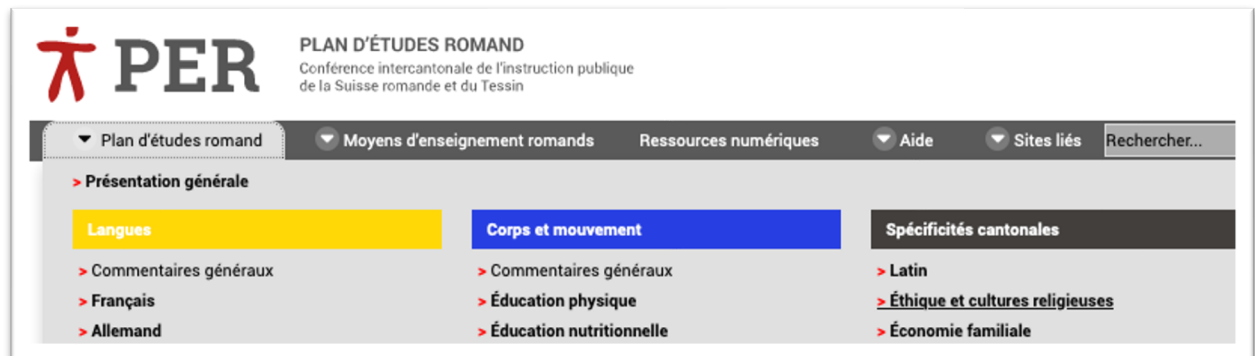 PER
PLAN D'ÉTUDES ROMAND
Conférence intercantonale de l'instruction publique
de la Suisse romande et du Tessin
Plan d'études romand
Moyens d'enseignement romands
Ressources numériques
Aide
Sites liés
Rechercher...
> Présentation générale
Langues
> Commentaires généraux
> Français
> Allemand
Corps et mouvement
> Commentaires généraux
> Éducation physique
> Éducation nutritionnelle
Spécificités cantonales
> Latin
> Éthique et cultures religieuses
> Économie familiale